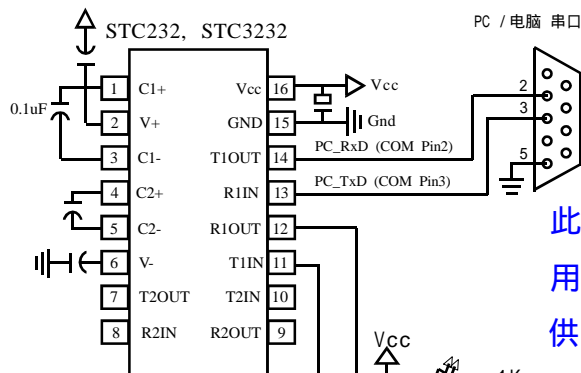 PC /电脑 串口
STC232, STC3232
1 C1+ Vcc 16 Vcc
0.1uF
2 V+ GND 15 Gnd
3 C1- T1OUT 14 PC_RxD (COM Pin2) 2
4 C2+ R1IN 13 PC_TxD (COM Pin3) 3
5
5 C2- R1OUT 12
6 V- T1IN 11
7 T2OUT T2IN 10
8 R2IN R2OUT 9
此
用
供
Vcc